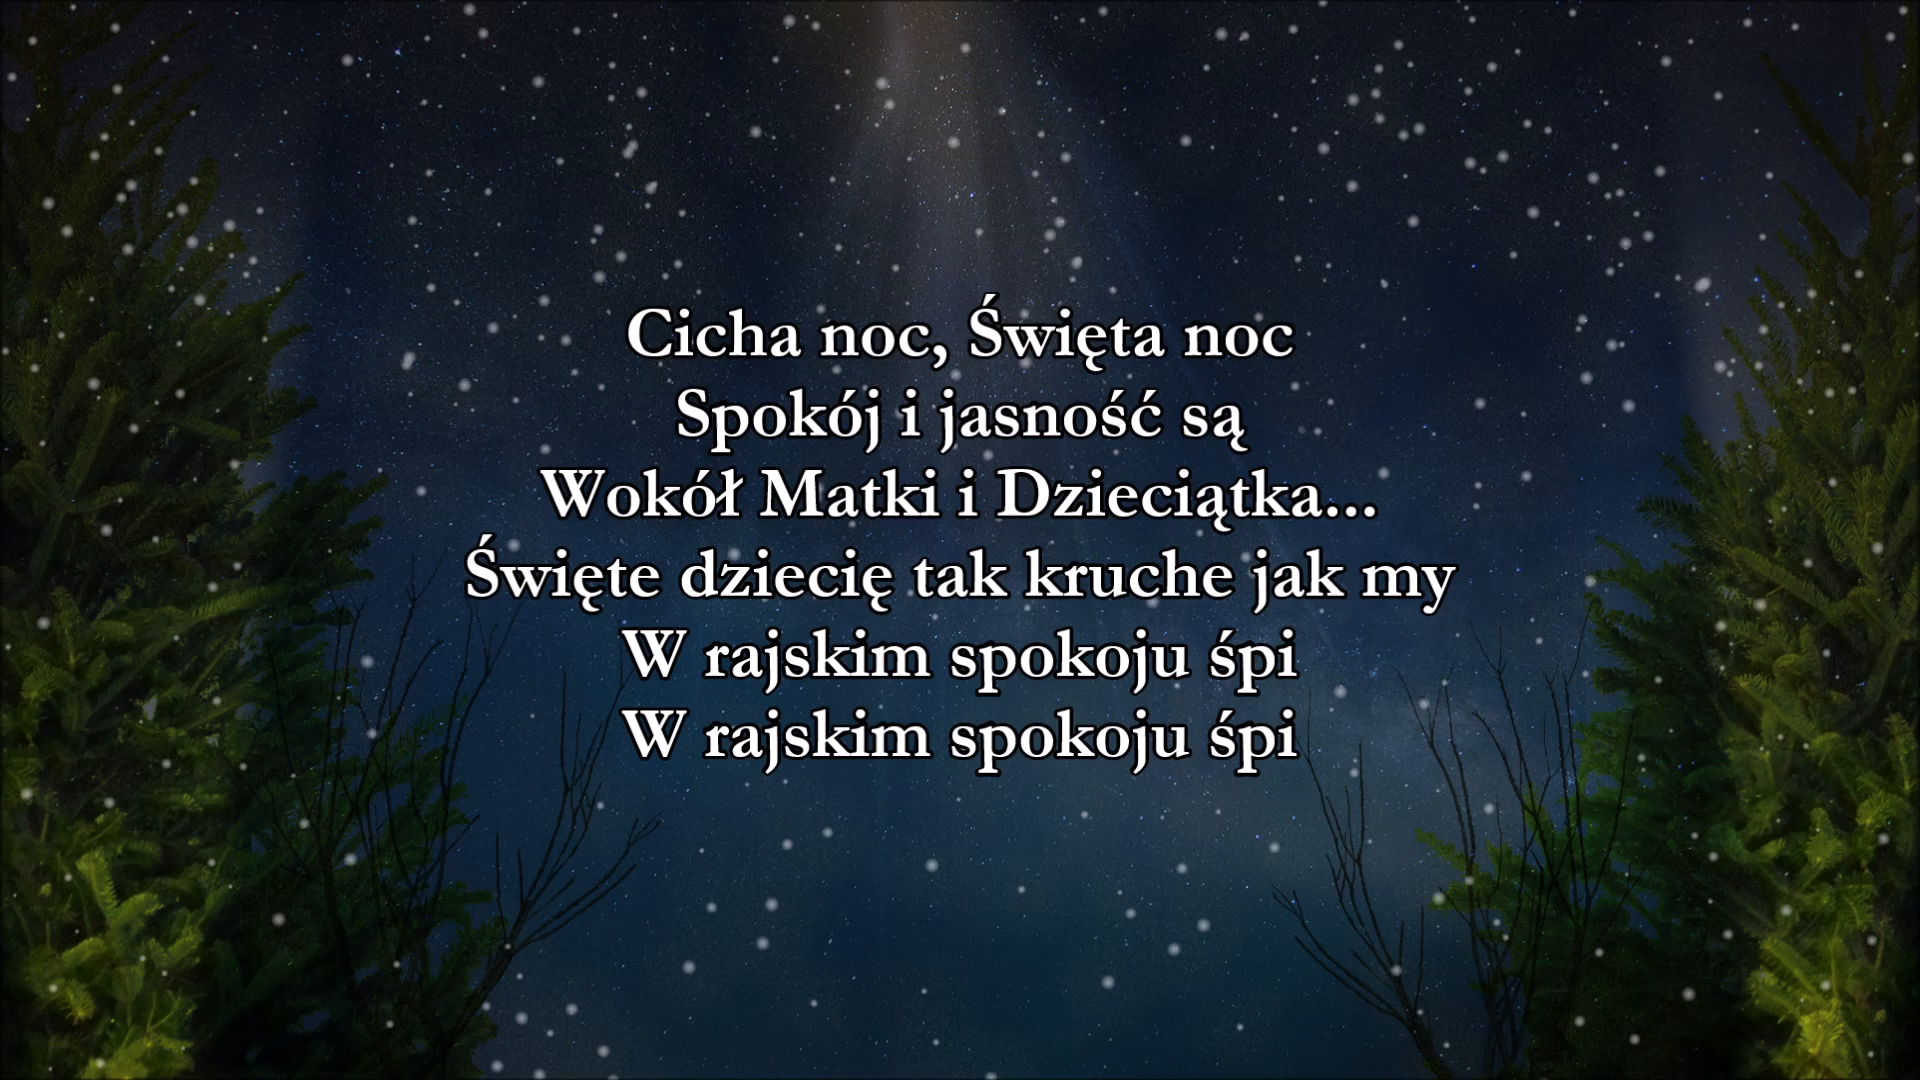 Cicha noc, Święta noc
Spokój i jasność są
Wokół Matki i Dzieciątka...
Święte dziecię tak kruche jak my
W rajskim spokoju śpi
W rajskim spokoju śpi